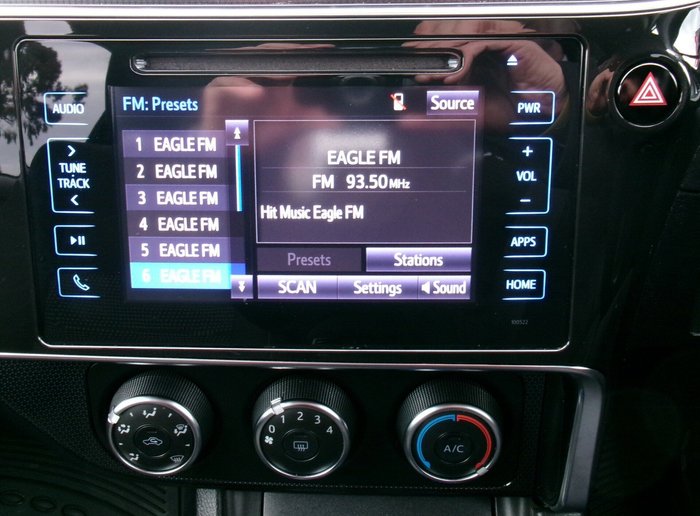 AUDIO
TUNE
TRACK
FM: Presets
Source
1 EAGLE FM
2 EAGLE FM
3 EAGLE FM
4 EAGLE FM
5 EAGLE FM
6 EAGLE FM
EAGLE FM
FM 93.50MHz
Hit Music Eagle FM
Presets
Stations
SCAN
Settings
Sound
PWR
+
VOL
−
APPS
HOME
100522
0 1 2 3 4
A/C